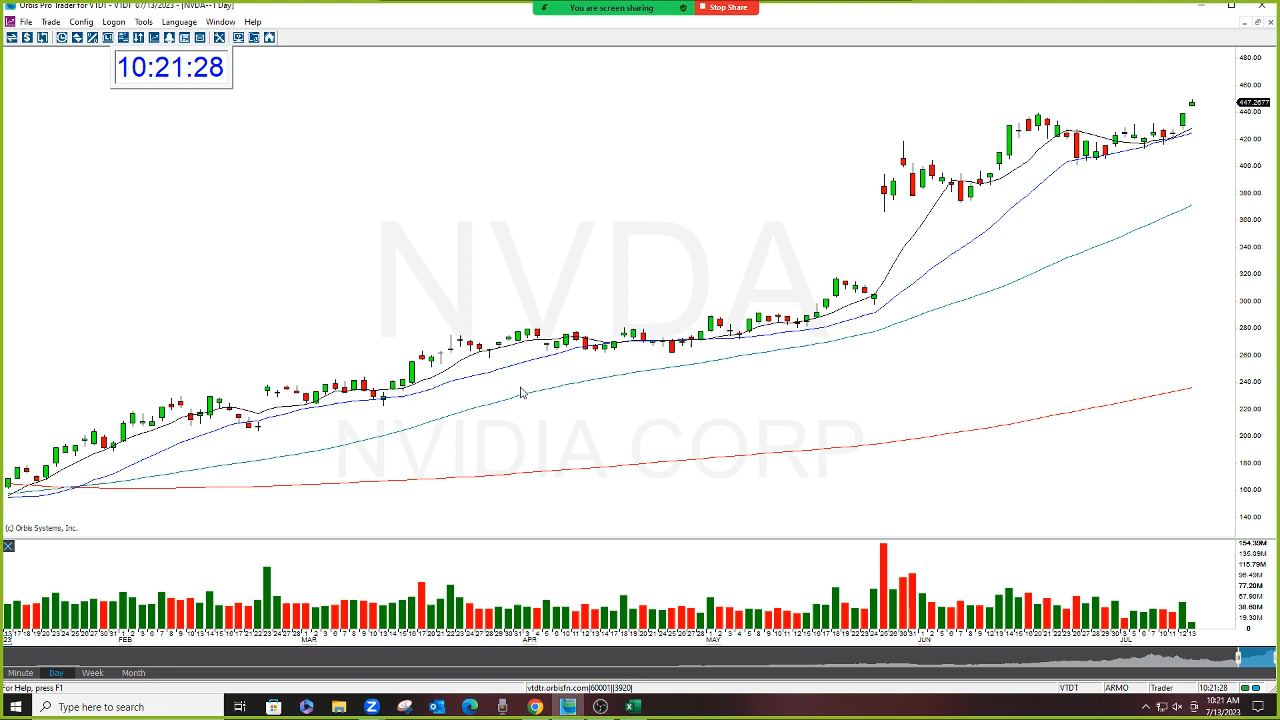 Orbis Pro Trader for VTDT - VTDT 07/13/2023 - [NVDA--1 Day]
You are screen sharing
Stop Share
File Trade Config Logon Tools Language Window Help
10:21:28
NVDA
NVIDIA CORP
480.00
460.00
447.2677
440.00
420.00
400.00
380.00
360.00
340.00
320.00
300.00
280.00
260.00
240.00
220.00
200.00
180.00
160.00
140.00
(c) Orbis Systems, Inc.
154.39M
135.09M
115.79M
96.49M
77.20M
57.90M
38.60M
19.30M
0
FEB MAR APR MAY JUN JUL
Minute Day Week Month
For Help, press F1
vtdtr.orbisfn.com|60001||3920|
VTDT ARMO Trader 10:21:28
Type here to search
10:21 AM
7/13/2023